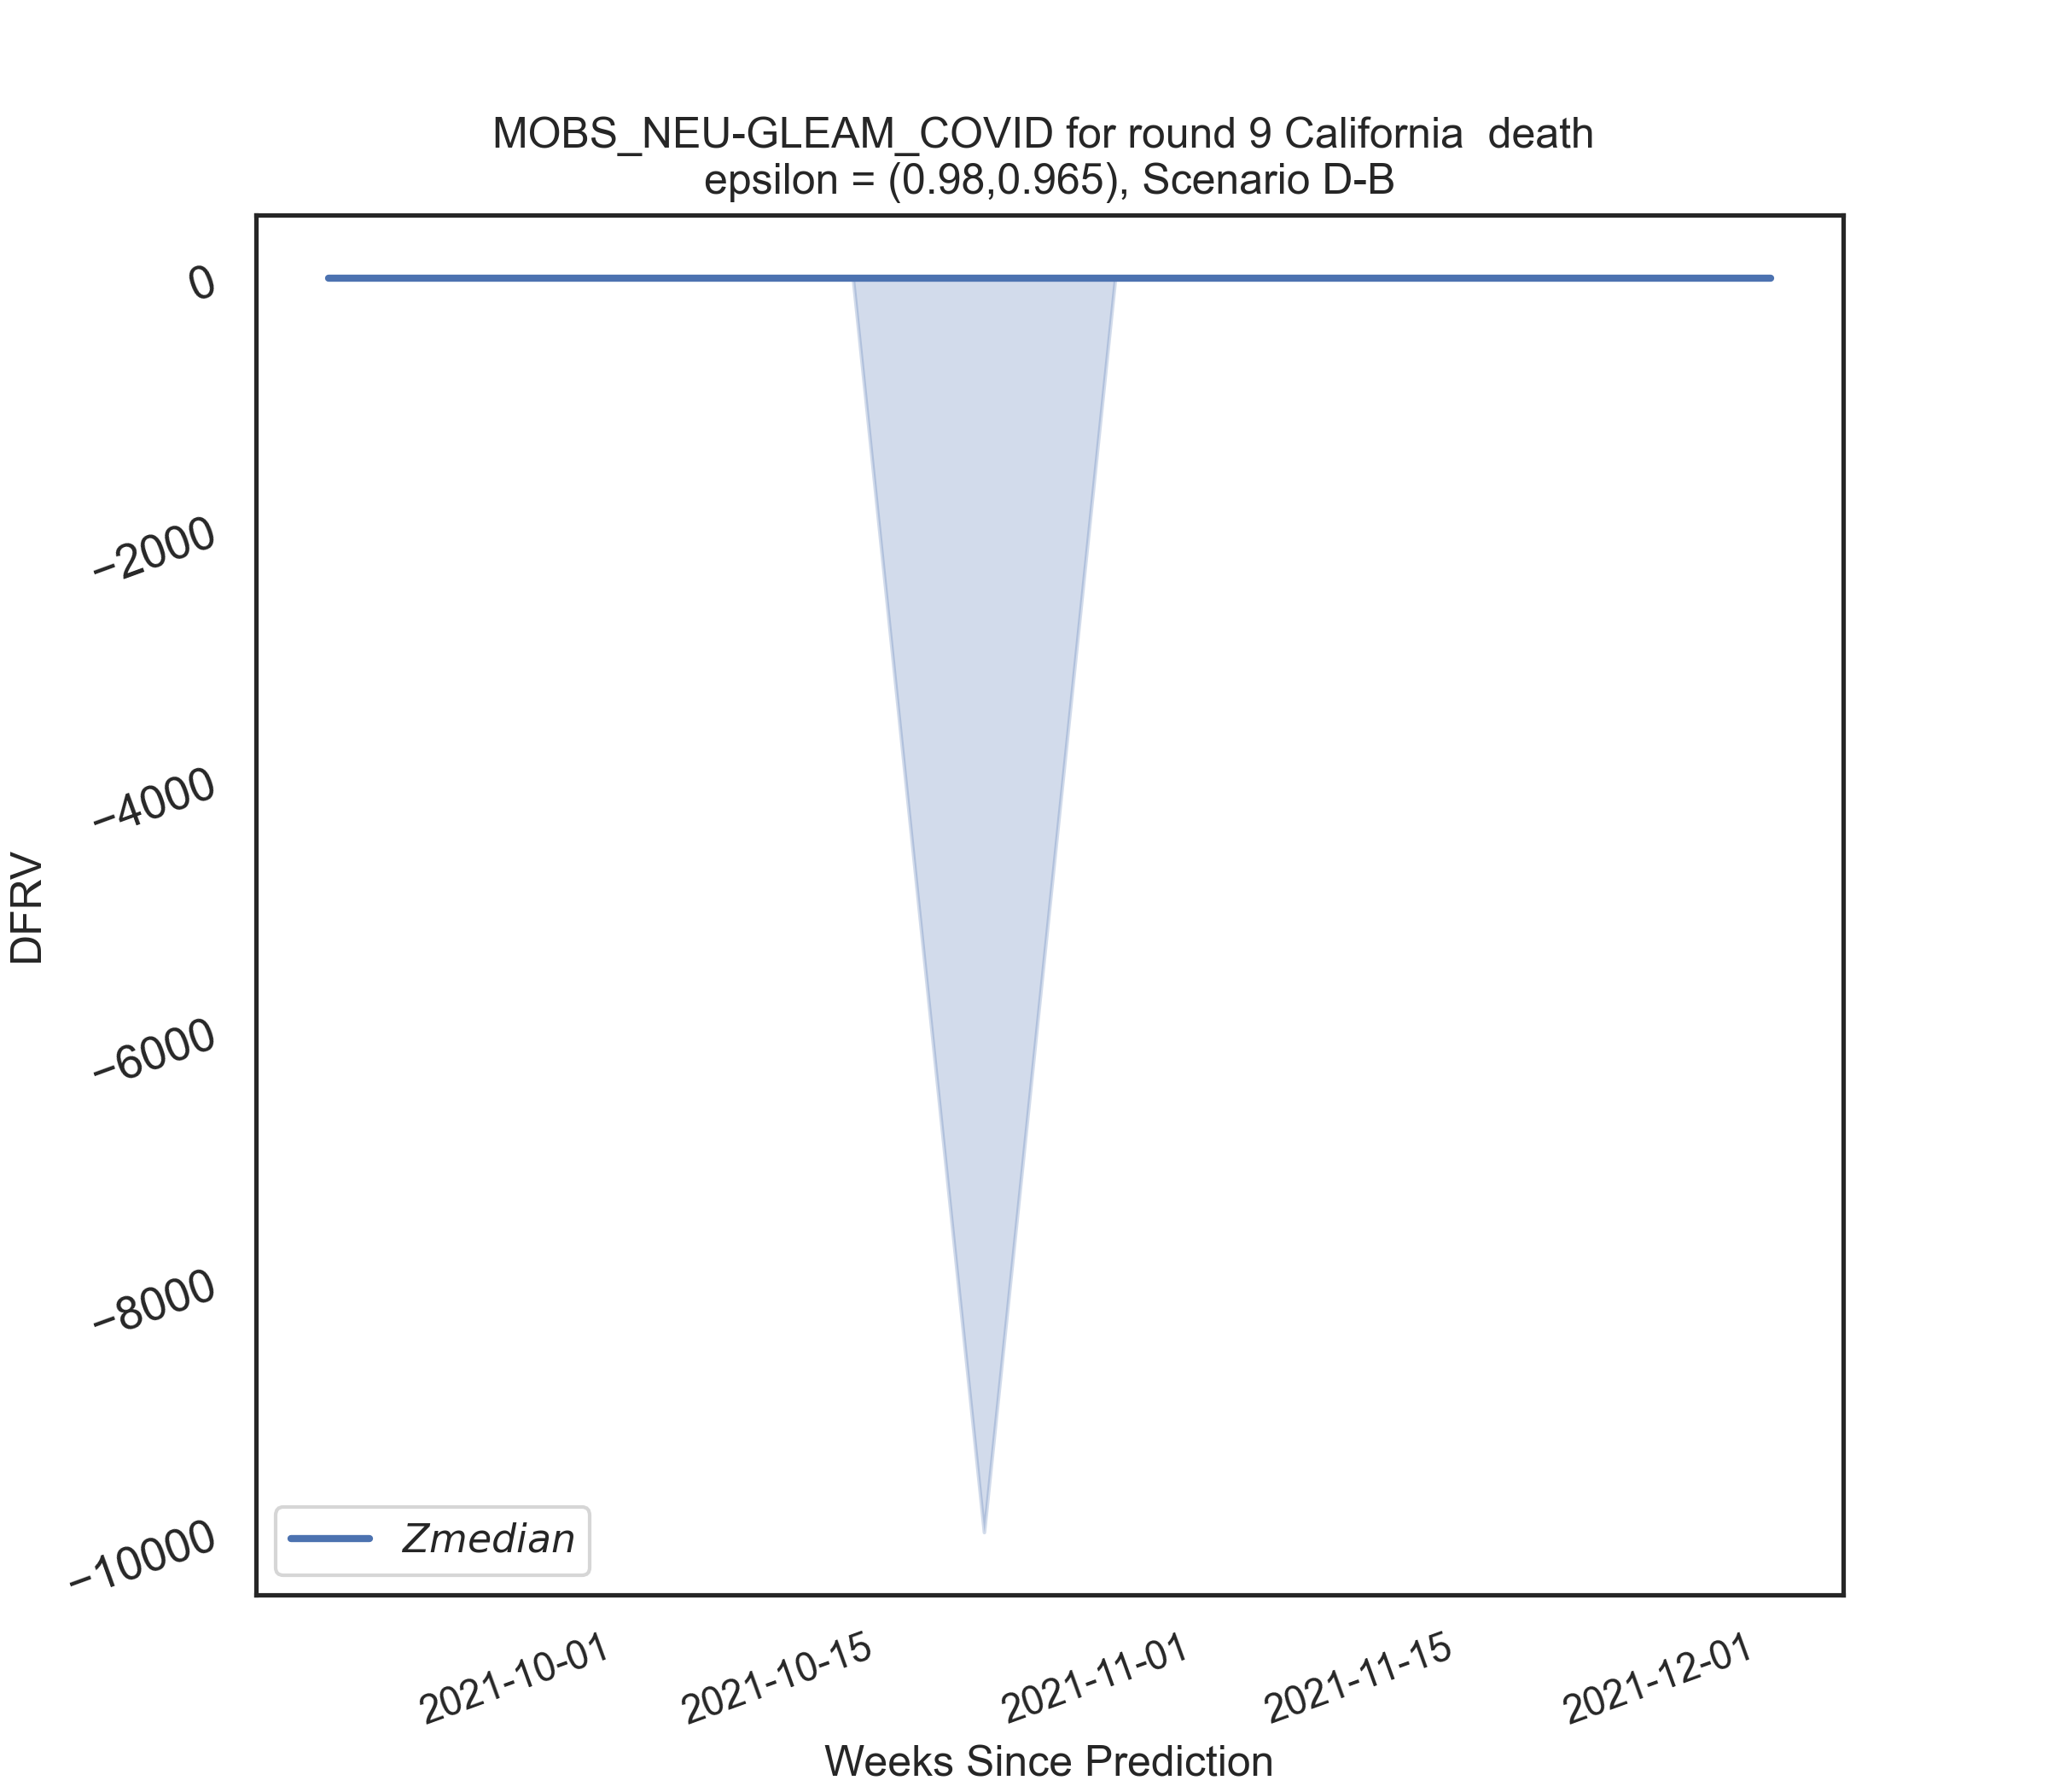 MOBS_NEU-GLEAM_COVID for round 9 California  death
epsilon = (0.98,0.965), Scenario D-B
0
−2000
−4000
−6000
−8000
−10000
DFRV
Zmedian
2021-10-01
2021-10-15
2021-11-01
2021-11-15
2021-12-01
Weeks Since Prediction